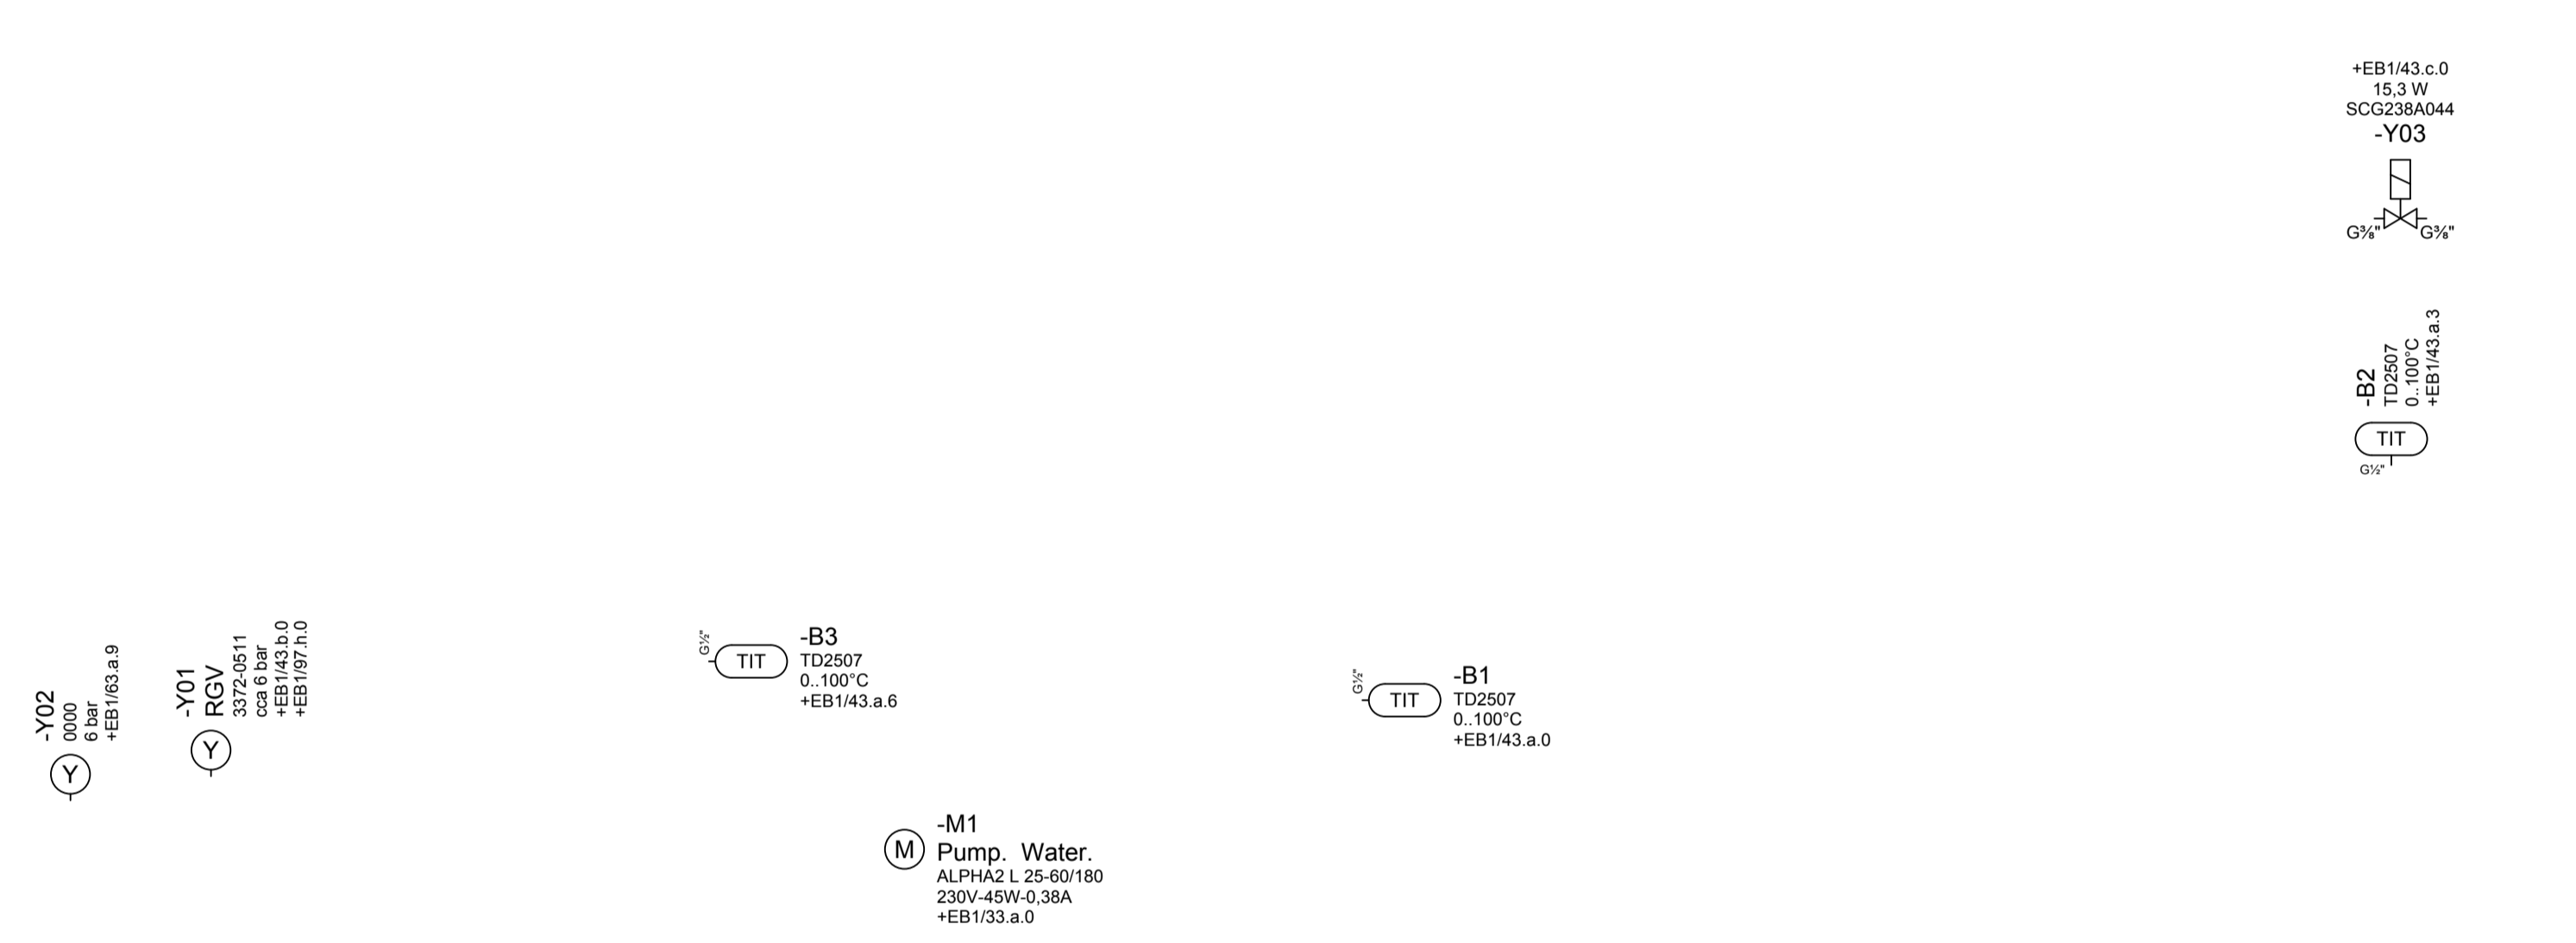 +EB1/43.c.0
15,3 W
SCG238A044
-Y03
G⅜" G⅜"
-B2
TD2507
0..100°C
+EB1/43.a.3
TIT
G½"
-Y02
0000
6 bar
+EB1/63.a.9
Y
-Y01
RGV
3372-0511
cca 6 bar
+EB1/43.b.0
+EB1/97.h.0
Y
G½"
TIT
-B3
TD2507
0..100°C
+EB1/43.a.6
G½"
TIT
-B1
TD2507
0..100°C
+EB1/43.a.0
M
-M1
Pump. Water.
ALPHA2 L 25-60/180
230V-45W-0,38A
+EB1/33.a.0